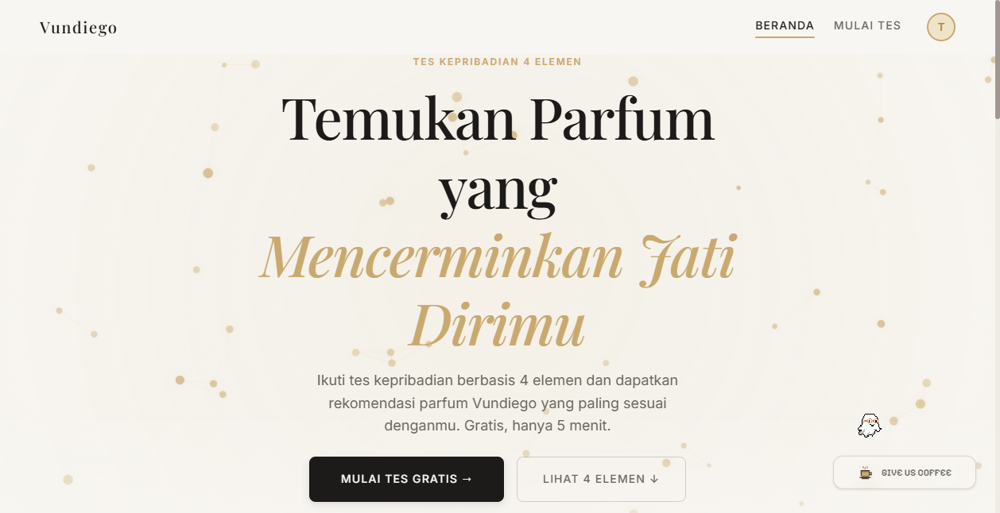 Vundiego
BERANDA
MULAI TES
T
TES KEPRIBADIAN 4 ELEMEN
Temukan Parfum
yang
Mencerminkan Jati
Dirimu
Ikuti tes kepribadian berbasis 4 elemen dan dapatkan
rekomendasi parfum Vundiego yang paling sesuai
denganmu. Gratis, hanya 5 menit.
MULAI TES GRATIS →
LIHAT 4 ELEMEN ↓
GIVE US COFFEE